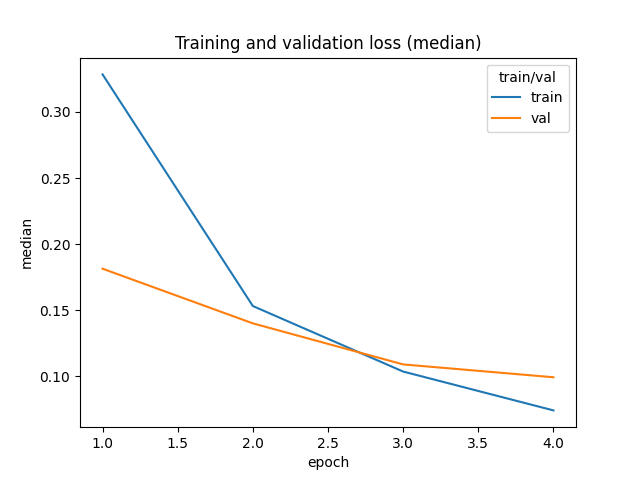 Training and validation loss (median)
train/val
train
val
0.30
0.25
0.20
0.15
0.10
median
1.0
1.5
2.0
2.5
3.0
3.5
4.0
epoch